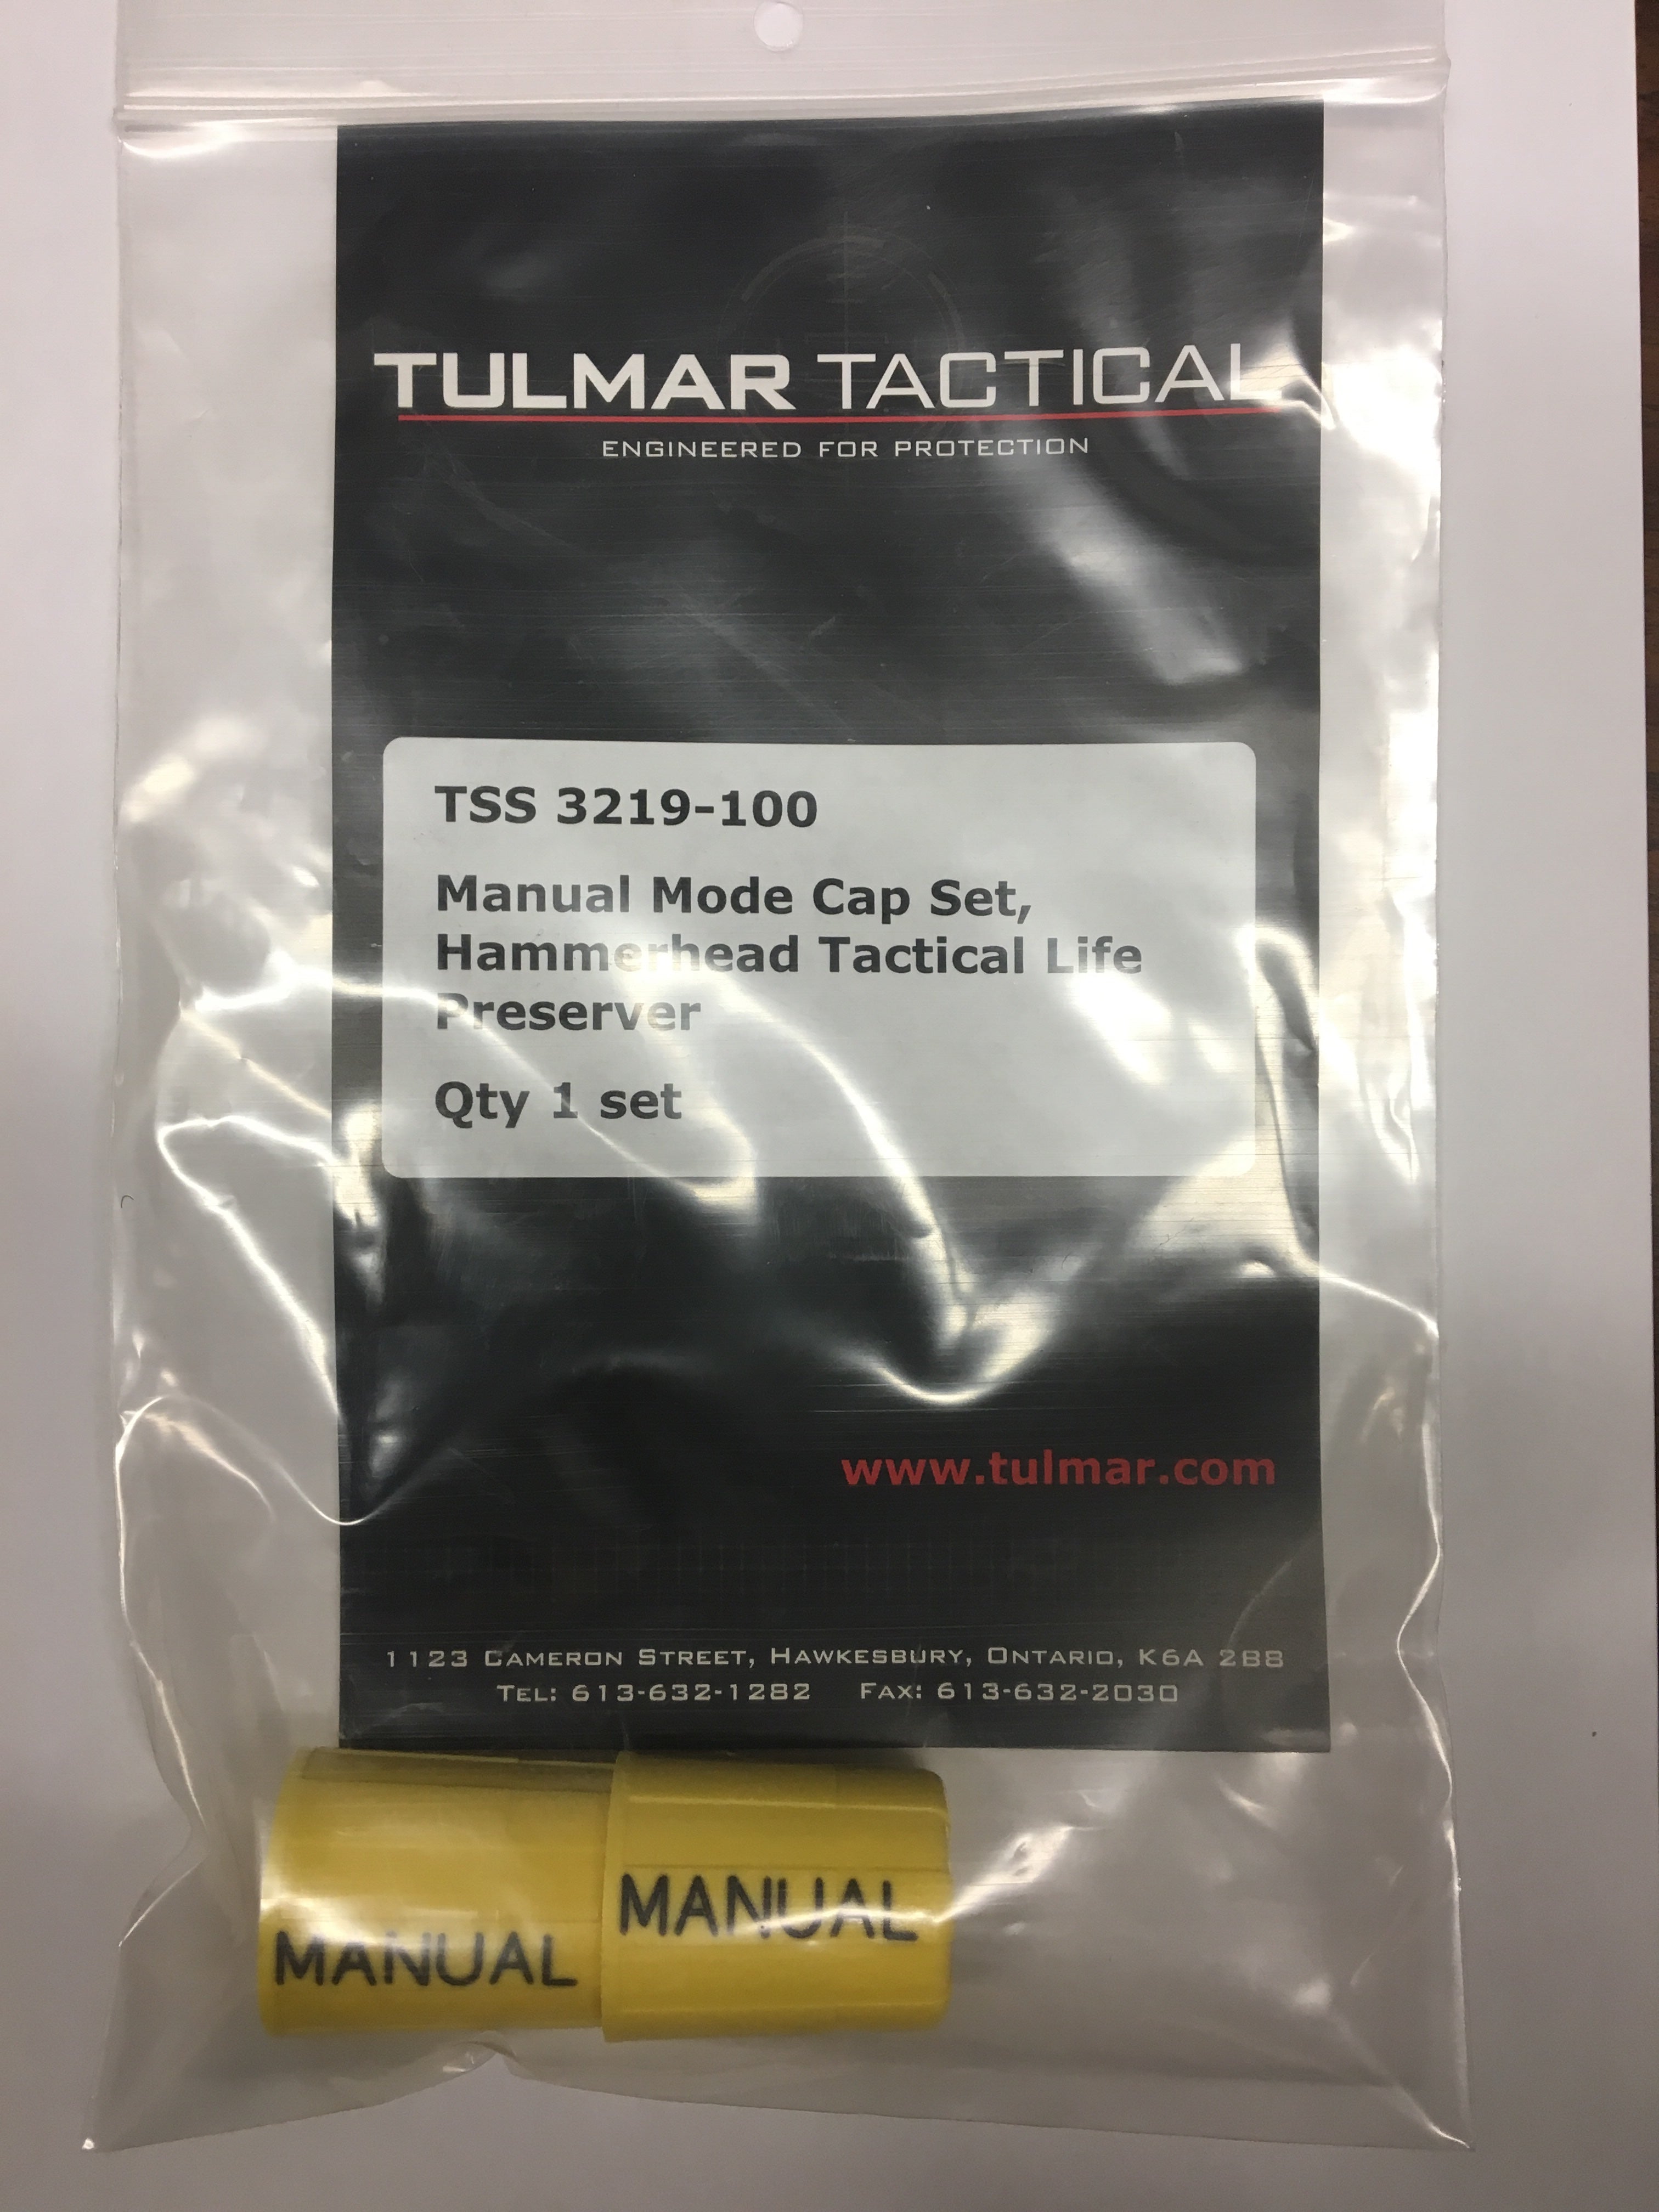 TULMAR TACTICAL
ENGINEERED FOR PROTECTION
TSS 3219-100
Manual Mode Cap Set,
Hammerhead Tactical Life
Preserver
Qty 1 set
www.tulmar.com
1123 CAMERON STREET, HAWKESBURY, ONTARIO, K6A 2B8
TEL: 613-632-1282 FAX: 613-632-2030
MANUAL
MANUAL